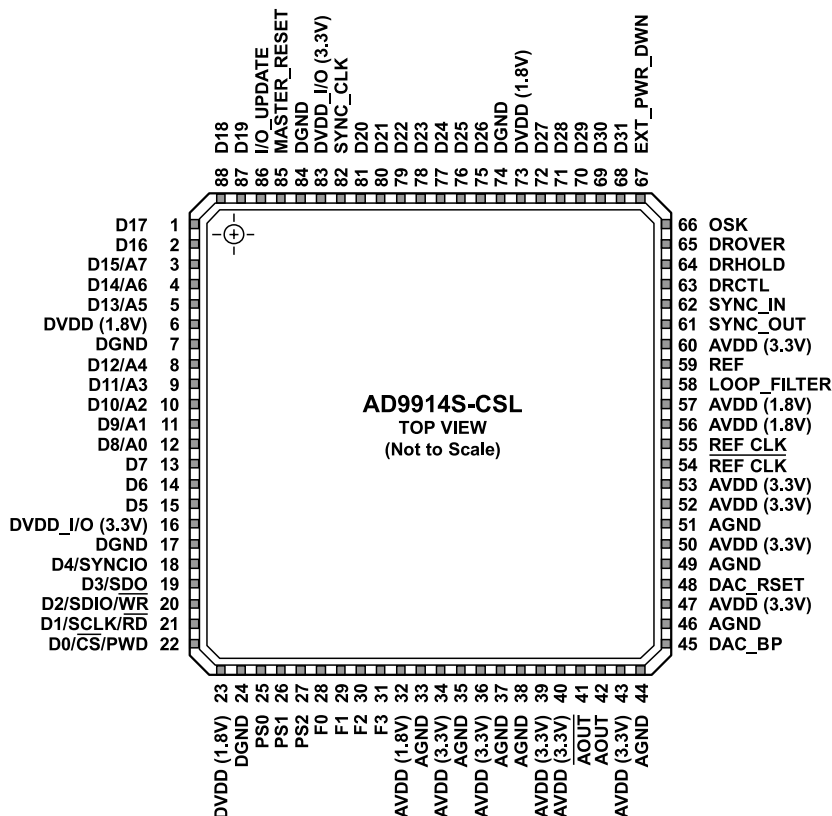 88 D18
87 D19
86 I/O_UPDATE
85 MASTER_RESET
84 DGND
83 DVDD_I/O (3.3V)
82 SYNC_CLK
81 D20
80 D21
79 D22
78 D23
77 D24
76 D25
75 D26
74 DGND
73 DVDD (1.8V)
72 D27
71 D28
70 D29
69 D30
68 D31
67 EXT_PWR_DWN
D17 1
D16 2
D15/A7 3
D14/A6 4
D13/A5 5
DVDD (1.8V) 6
DGND 7
D12/A4 8
D11/A3 9
D10/A2 10
D9/A1 11
D8/A0 12
D7 13
D6 14
D5 15
DVDD_I/O (3.3V) 16
DGND 17
D4/SYNCIO 18
D3/SDO 19
D2/SDIO/WR 20
D1/SCLK/RD 21
D0/CS/PWD 22
AD9914S-CSL
TOP VIEW
(Not to Scale)
66 OSK
65 DROVER
64 DRHOLD
63 DRCTL
62 SYNC_IN
61 SYNC_OUT
60 AVDD (3.3V)
59 REF
58 LOOP_FILTER
57 AVDD (1.8V)
56 AVDD (1.8V)
55 REF CLK
54 REF CLK
53 AVDD (3.3V)
52 AVDD (3.3V)
51 AGND
50 AVDD (3.3V)
49 AGND
48 DAC_RSET
47 AVDD (3.3V)
46 AGND
45 DAC_BP
DVDD (1.8V) 23
DGND 24
PS0 25
PS1 26
PS2 27
F0 28
F1 29
F2 30
F3 31
AVDD (1.8V) 32
AGND 33
AVDD (3.3V) 34
AGND 35
AVDD (3.3V) 36
AGND 37
AGND 38
AVDD (3.3V) 39
AVDD (3.3V) 40
AOUT 41
AOUT 42
AVDD (3.3V) 43
AGND 44